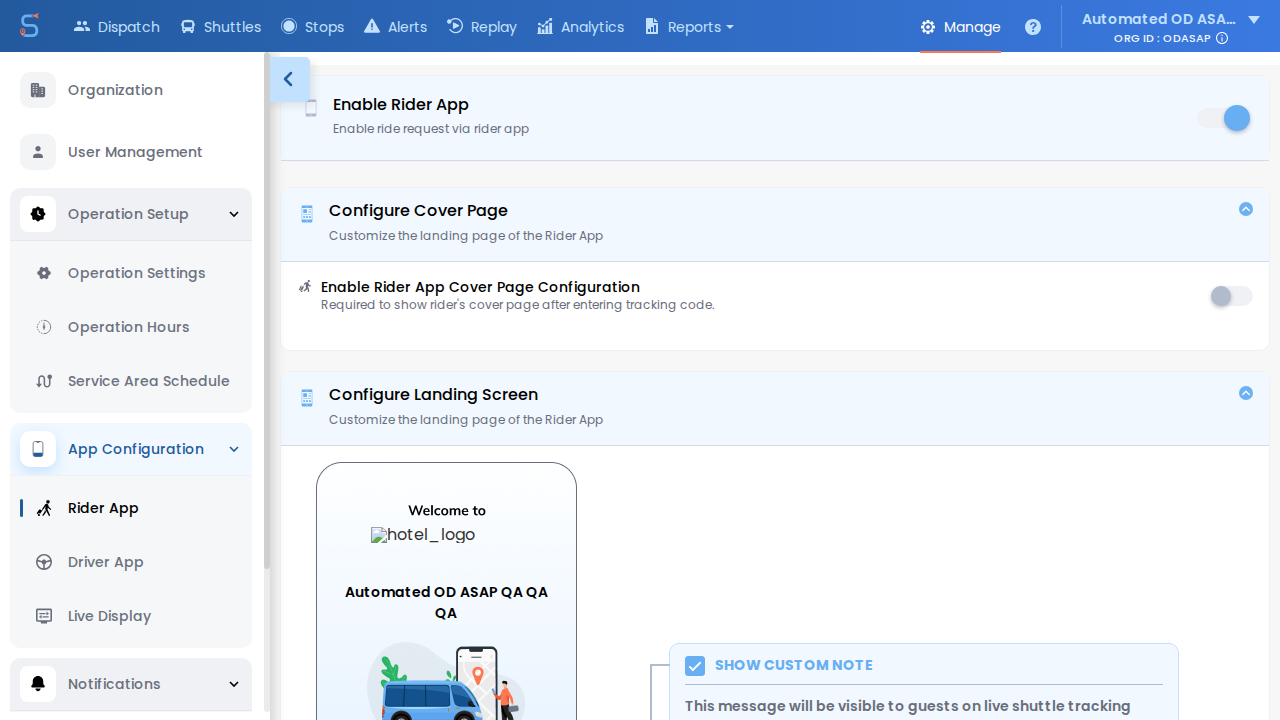 Dispatch Shuttles Stops Alerts Replay Analytics Reports Manage Automated OD ASA...
ORG ID : ODASAP
Organization
User Management
Operation Setup
Operation Settings
Operation Hours
Service Area Schedule
App Configuration
Rider App
Driver App
Live Display
Notifications
Enable Rider App
Enable ride request via rider app
Configure Cover Page
Customize the landing page of the Rider App
Enable Rider App Cover Page Configuration
Required to show rider's cover page after entering tracking code.
Configure Landing Screen
Customize the landing page of the Rider App
Welcome to
hotel_logo
Automated OD ASAP QA QA
QA
SHOW CUSTOM NOTE
This message will be visible to guests on live shuttle tracking